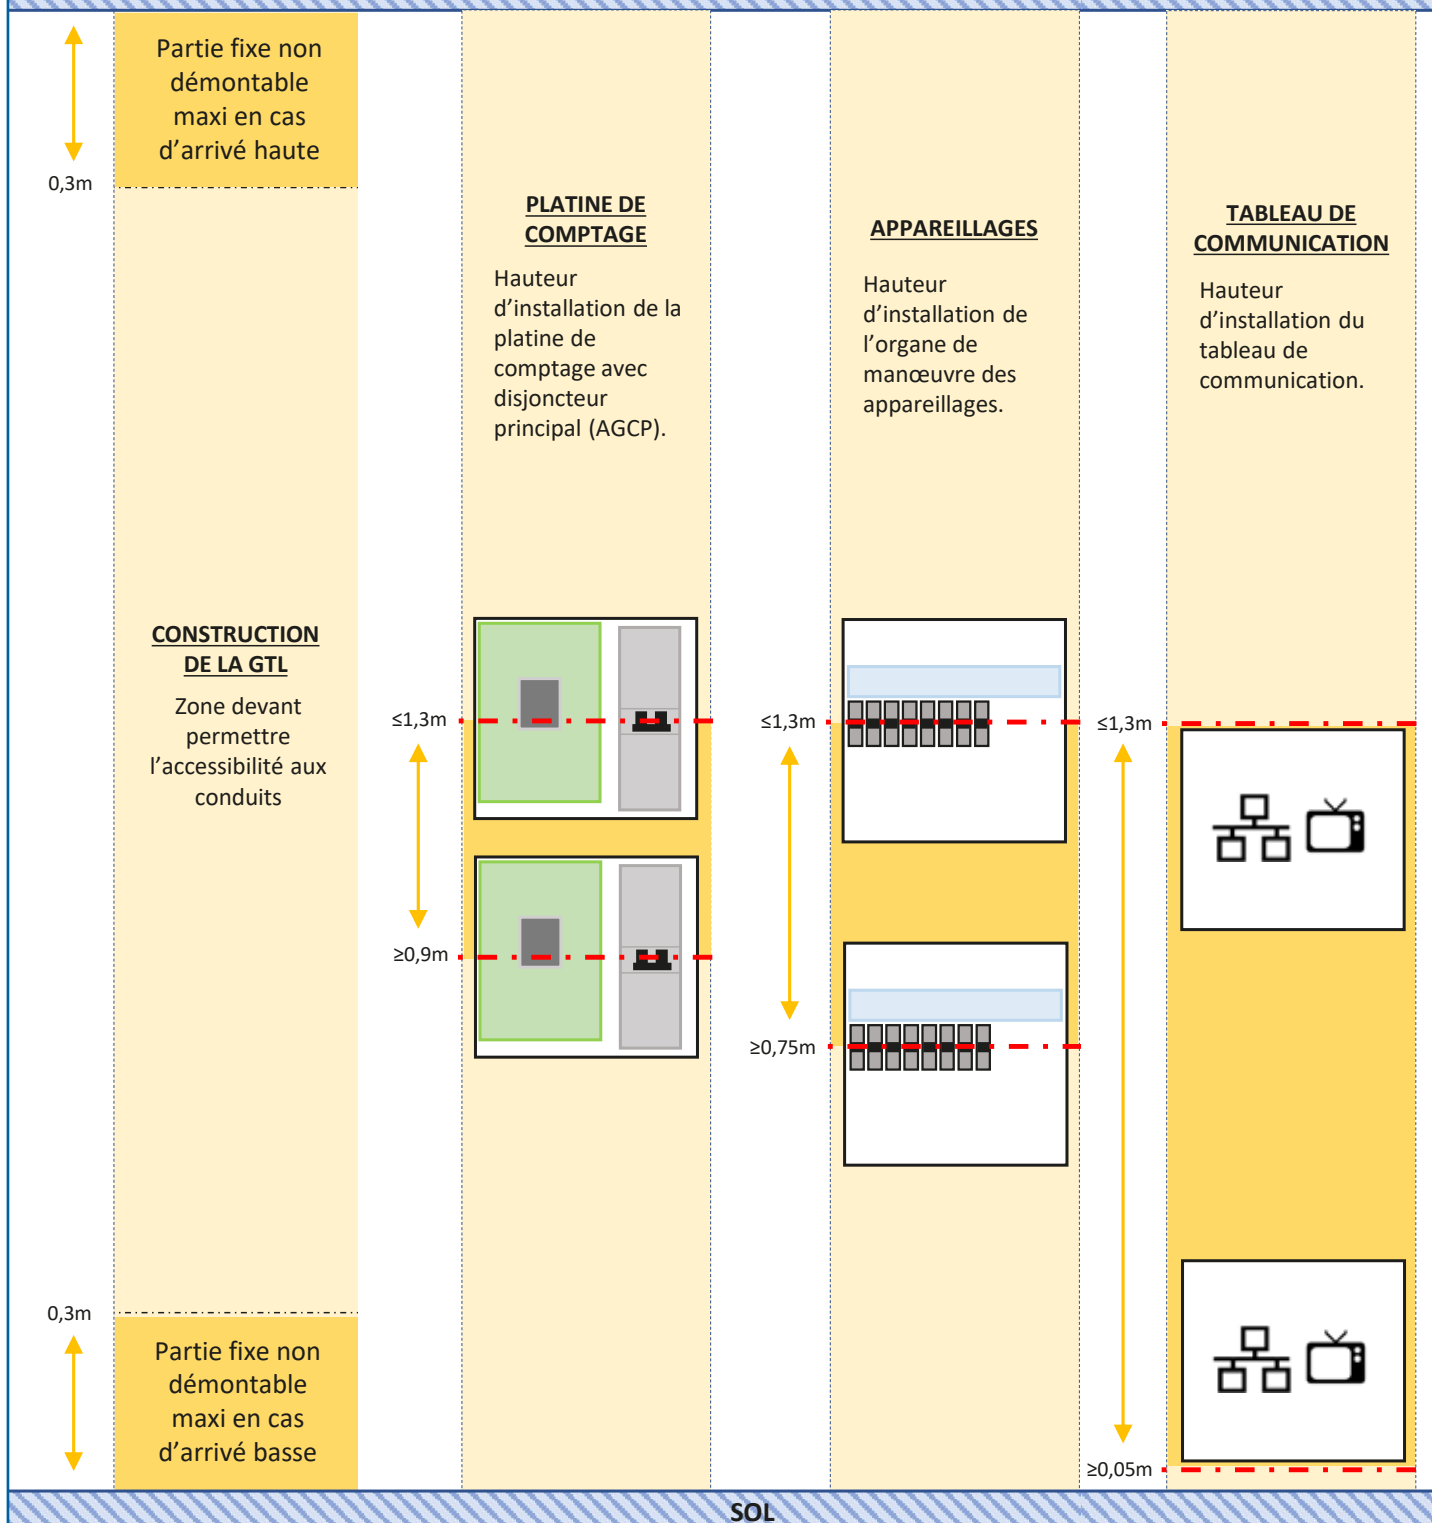 Partie fixe non
démontable
maxi en cas
d’arrivé haute
0,3m
CONSTRUCTION
DE LA GTL
Zone devant
permettre
l’accessibilité aux
conduits
0,3m
Partie fixe non
démontable
maxi en cas
d’arrivé basse
PLATINE DE
COMPTAGE
Hauteur
d’installation de la
platine de
comptage avec
disjoncteur
principal (AGCP).
≤1,3m
≥0,9m
APPAREILLAGES
Hauteur
d’installation de
l’organe de
manœuvre des
appareillages.
≤1,3m
≥0,75m
TABLEAU DE
COMMUNICATION
Hauteur
d’installation du
tableau de
communication.
≤1,3m
≥0,05m
SOL